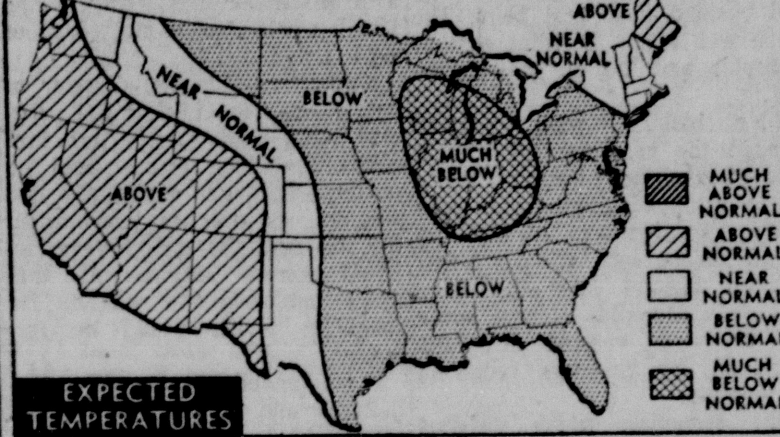 ABOVE
NEAR
NORMAL
NEAR
NORMAL
BELOW
MUCH
BELOW
ABOVE
BELOW
MUCH
ABOVE
NORMAL
ABOVE
NORMAL
NEAR
NORMAL
BELOW
NORMAL
MUCH
BELOW
NORMAL
EXPECTED
TEMPERATURES